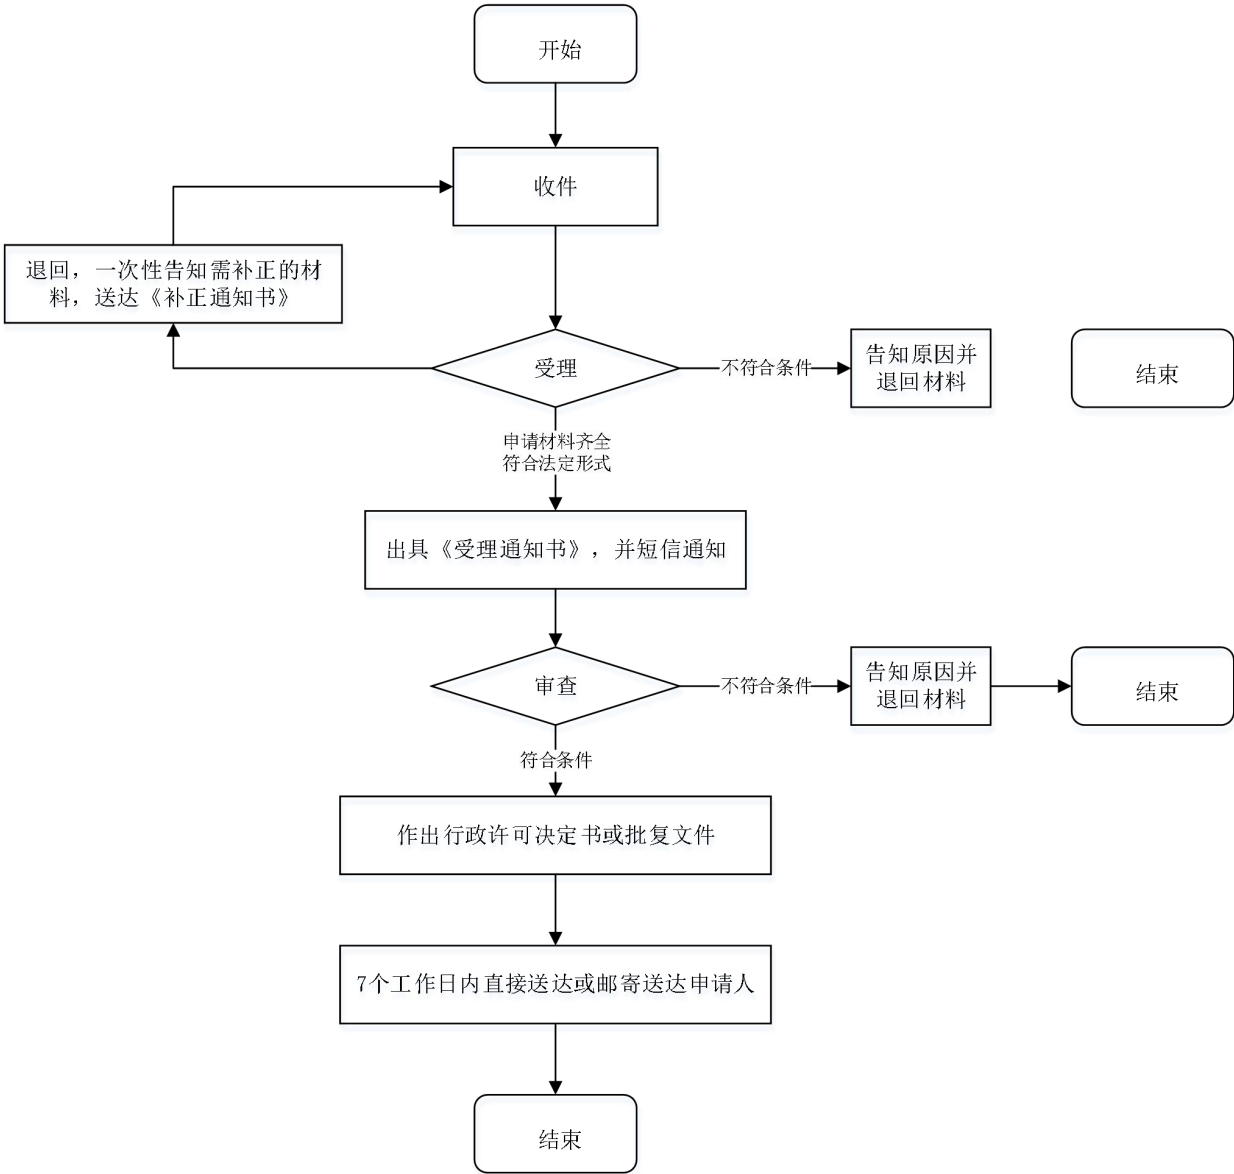 开始
收件
退回，一次性告知需补正的材
料，送达《补正通知书》
受理
不符合条件
告知原因并
退回材料
结束
申请材料齐全
符合法定形式
出具《受理通知书》，并短信通知
审查
不符合条件
告知原因并
退回材料
结束
符合条件
作出行政许可决定书或批复文件
7个工作日内直接送达或邮寄送达申请人
结束